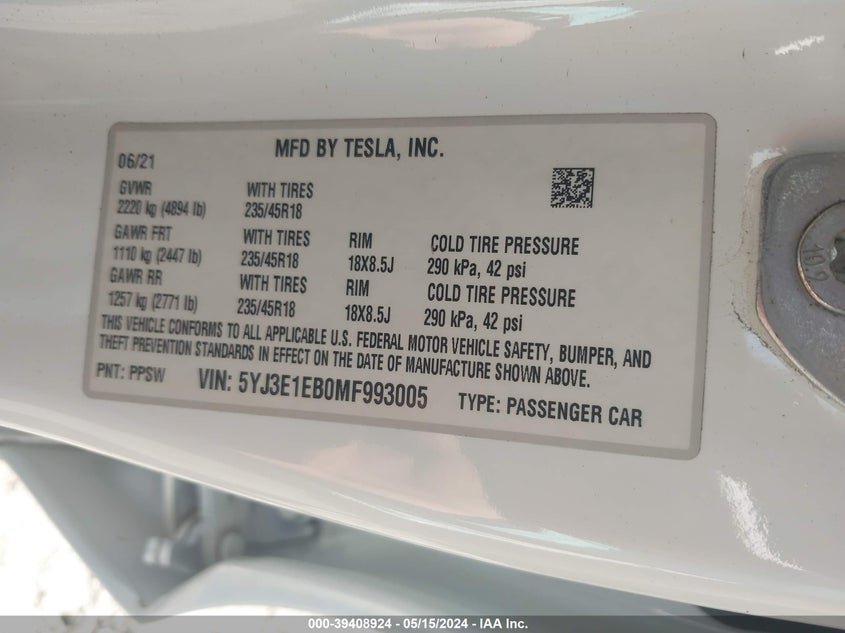 MFD BY TESLA, INC.
06/21
GVWR WITH TIRES
2220 kg (4894 lb) 235/45R18
GAWR FRT WITH TIRES RIM COLD TIRE PRESSURE
1110 kg (2447 lb) 235/45R18 18X8.5J 290 kPa, 42 psi
GAWR RR WITH TIRES RIM COLD TIRE PRESSURE
1257 kg (2771 lb) 235/45R18 18X8.5J 290 kPa, 42 psi
THIS VEHICLE CONFORMS TO ALL APPLICABLE U.S. FEDERAL MOTOR VEHICLE SAFETY, BUMPER, AND
THEFT PREVENTION STANDARDS IN EFFECT ON THE DATE OF MANUFACTURE SHOWN ABOVE.
PNT: PPSW VIN: 5YJ3E1EB0MF993005 TYPE: PASSENGER CAR
10.9
000-39408924 - 05/15/2024 - IAA Inc.